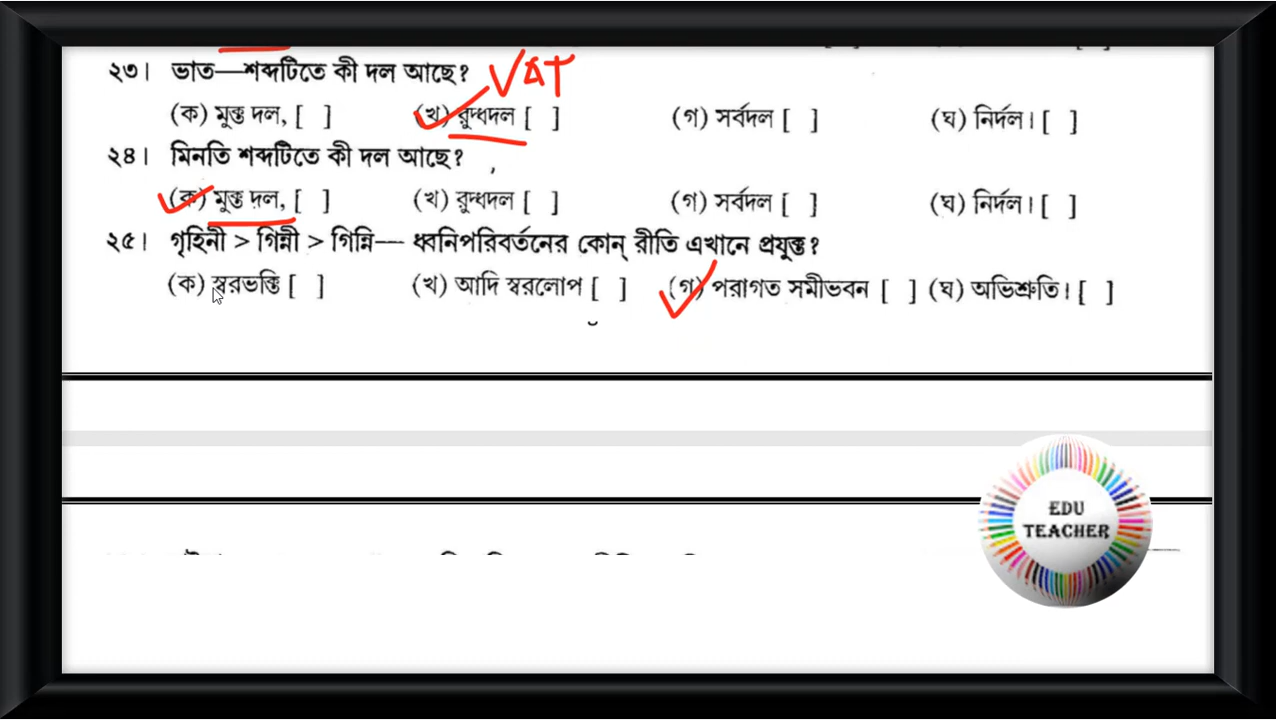 ২৩। ভাত—শব্দটিতে কী দল আছে? VAT
(ক) মুক্ত দল, [ ] (খ) রুদ্ধদল [ ] (গ) সর্বদল [ ] (ঘ) নির্দল। [ ]
২৪। মিনতি শব্দটিতে কী দল আছে?
(ক) মুক্ত দল, [ ] (খ) রুদ্ধদল [ ] (গ) সর্বদল [ ] (ঘ) নির্দল। [ ]
২৫। গৃহিনী > গিন্নী > গিন্নি— ধ্বনিপরিবর্তনের কোন্ রীতি এখানে প্রযুক্ত?
(ক) স্বরভক্তি [ ] (খ) আদি স্বরলোপ [ ] (গ) পরাগত সমীভবন [ ] (ঘ) অভিশ্রুতি। [ ]
EDU
TEACHER